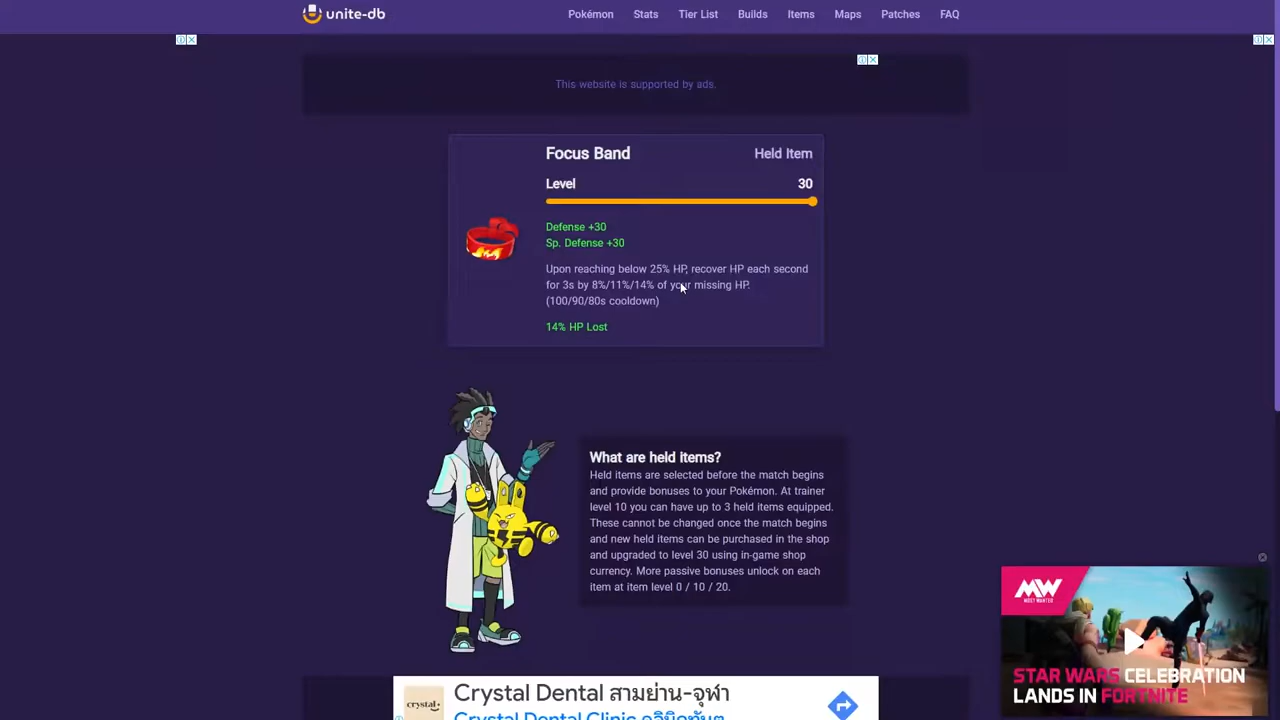 unite-db
Pokémon Stats Tier List Builds Items Maps Patches FAQ
This website is supported by ads.
Focus Band Held Item
Level 30
Defense +30
Sp. Defense +30
Upon reaching below 25% HP, recover HP each second
for 3s by 8%/11%/14% of your missing HP.
(100/90/80s cooldown)
14% HP Lost
What are held items?
Held items are selected before the match begins
and provide bonuses to your Pokémon. At trainer
level 10 you can have up to 3 held items equipped.
These cannot be changed once the match begins
and new held items can be purchased in the shop
and upgraded to level 30 using in-game shop
currency. More passive bonuses unlock on each
item at item level 0 / 10 / 20.
MW
MOST WANTED
STAR WARS CELEBRATION
LANDS IN FORTNITE
crystal
Crystal Dental สามย่าน-จุฬา
Crystal Dental Clinic